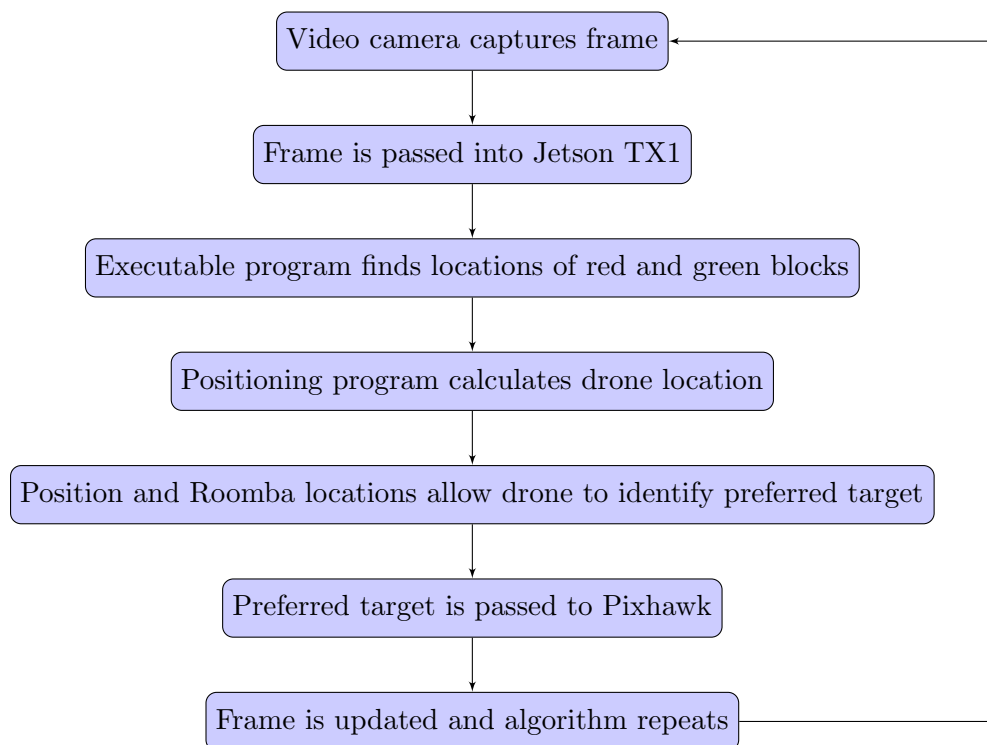 Video camera captures frame
Frame is passed into Jetson TX1
Executable program finds locations of red and green blocks
Positioning program calculates drone location
Position and Roomba locations allow drone to identify preferred target
Preferred target is passed to Pixhawk
Frame is updated and algorithm repeats